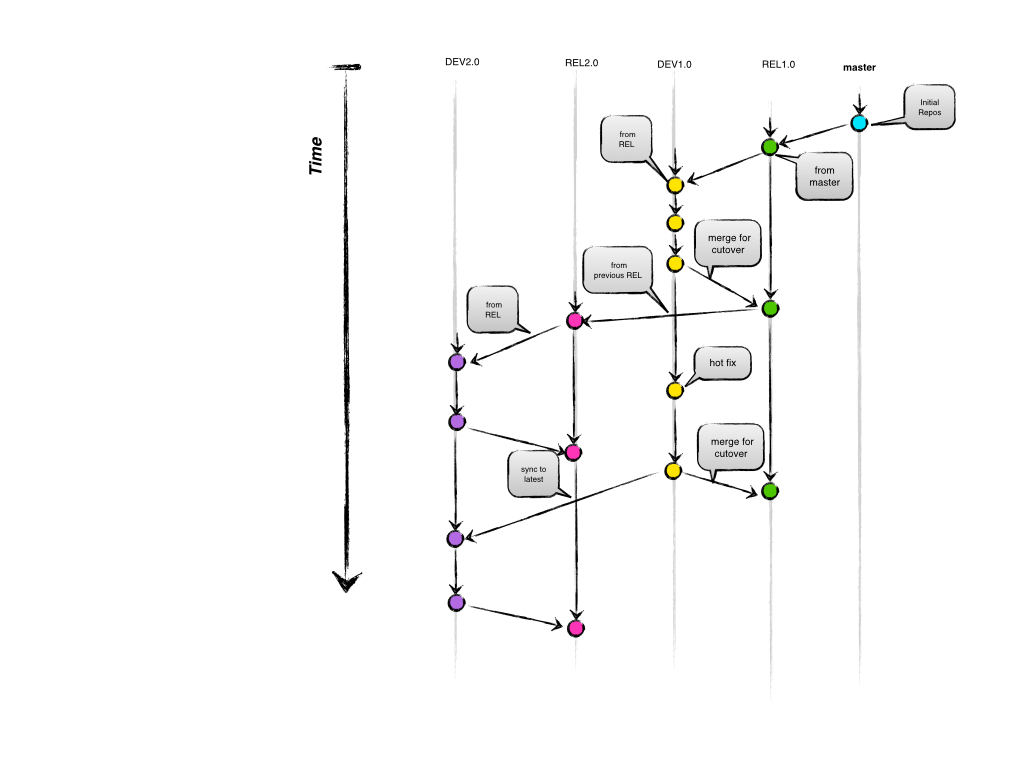 DEV2.0
REL2.0
DEV1.0
REL1.0
master
Time
Initial
Repos
from
REL
from
master
merge for
cutover
from
previous REL
from
REL
hot fix
merge for
cutover
sync to
latest